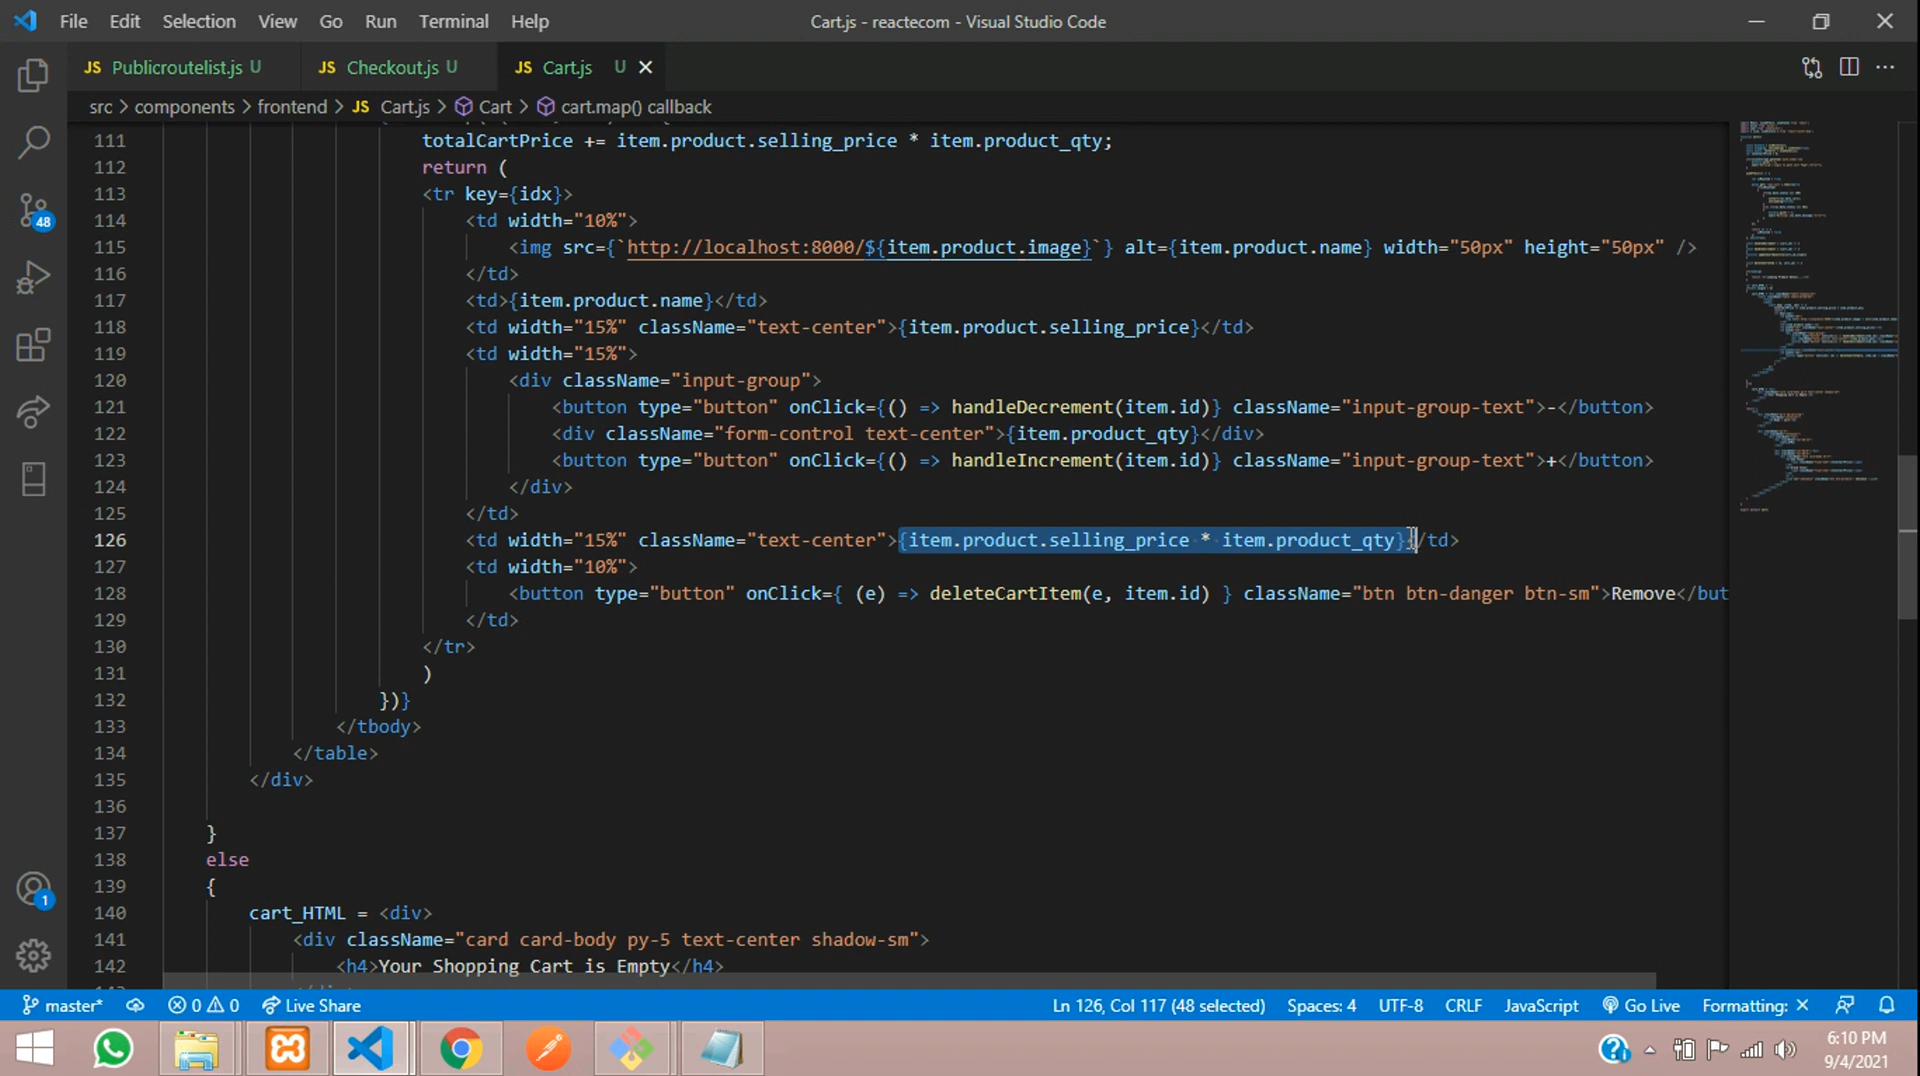 File Edit Selection View Go Run Terminal Help Cart.js - reactecom - Visual Studio Code
JS Publicroutelist.js U JS Checkout.js U JS Cart.js U
src > components > frontend > JS Cart.js > Cart > cart.map() callback
111 totalCartPrice += item.product.selling_price * item.product_qty;
112 return (
113 <tr key={idx}>
114 <td width="10%">
115 <img src={`http://localhost:8000/${item.product.image}`} alt={item.product.name} width="50px" height="50px" />
116 </td>
117 <td>{item.product.name}</td>
118 <td width="15%" className="text-center">{item.product.selling_price}</td>
119 <td width="15%">
120 <div className="input-group">
121 <button type="button" onClick={() => handleDecrement(item.id)} className="input-group-text">-</button>
122 <div className="form-control text-center">{item.product_qty}</div>
123 <button type="button" onClick={() => handleIncrement(item.id)} className="input-group-text">+</button>
124 </div>
125 </td>
126 <td width="15%" className="text-center">{item.product.selling_price * item.product_qty}</td>
127 <td width="10%">
128 <button type="button" onClick={ (e) => deleteCartItem(e, item.id) } className="btn btn-danger btn-sm">Remove</but
129 </td>
130 </tr>
131 )
132 })}
133 </tbody>
134 </table>
135 </div>
136
137 }
138 else
139 {
140 cart_HTML = <div>
141 <div className="card card-body py-5 text-center shadow-sm">
142 <h4>Your Shopping Cart is Empty</h4>
48
1
master* 0 0 Live Share Ln 126, Col 117 (48 selected) Spaces: 4 UTF-8 CRLF JavaScript Go Live Formatting: ×
6:10 PM
9/4/2021